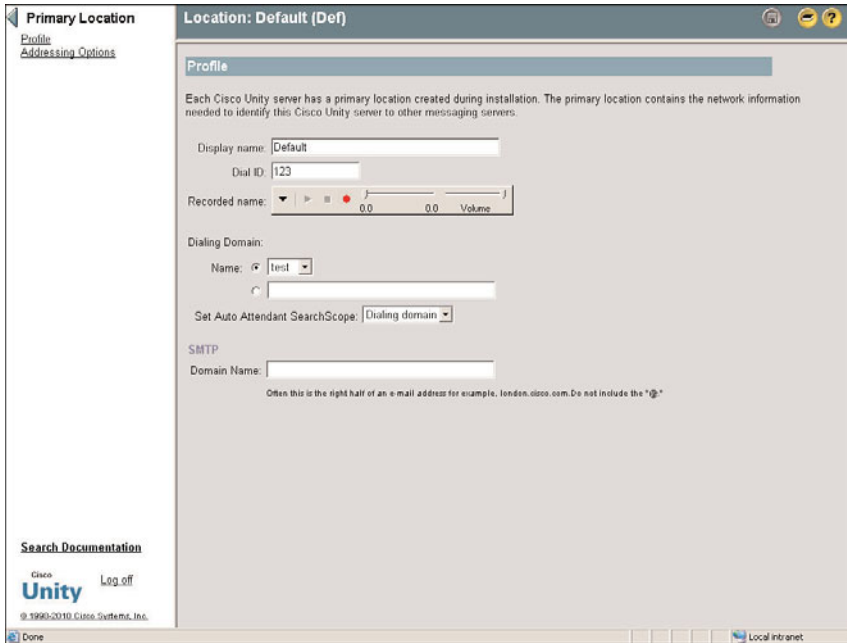 Primary Location
Profile
Addressing Options
Location: Default (Def)
?
Profile
Each Cisco Unity server has a primary location created during installation. The primary location contains the network information
needed to identify this Cisco Unity server to other messaging servers.
Display name: Default
Dial ID: 123
Recorded name: 0.0 0.0 Volume
Dialing Domain:
Name: test
Set Auto Attendant SearchScope: Dialing domain
SMTP
Domain Name:
Often this is the right half of an e-mail address for example, london.cisco.com.Do not include the "@."
Search Documentation
Cisco
Unity
Log off
© 1990-2010 Cisco Systems, Inc.
Done
Local intranet